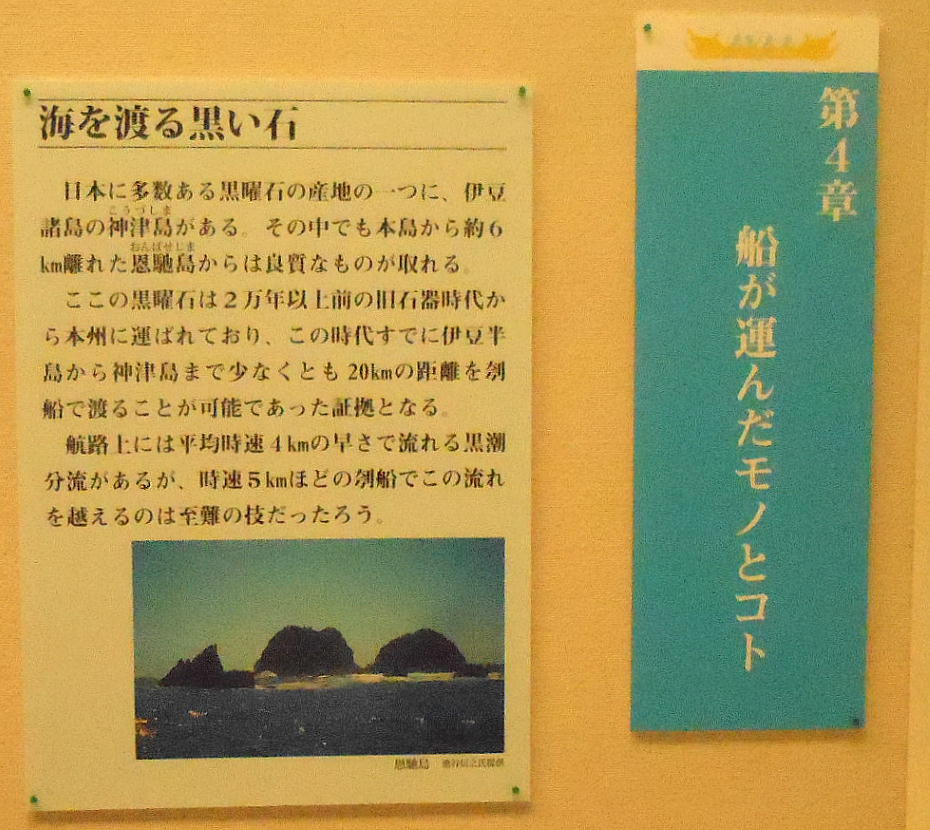 海を渡る黒い石
日本に多数ある黒曜石の産地の一つに、伊豆
こうづしま
諸島の神津島がある。その中でも本島から約6
おんばせじま
km離れた恩馳島からは良質なものが取れる。
ここの黒曜石は2万年以上前の旧石器時代か
ら本州に運ばれており、この時代すでに伊豆半
島から神津島まで少なくとも20kmの距離を刳
船で渡ることが可能であった証拠となる。
航路上には平均時速4kmの早さで流れる黒潮
分流があるが、時速5kmほどの刳船でこの流れ
を越えるのは至難の技だったろう。
恩馳島
第4章
船が運んだモノとコト